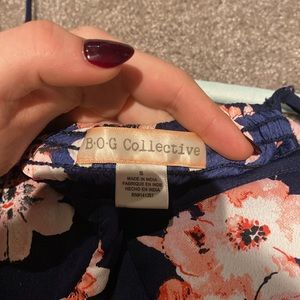 B·O·G Collective
MADE IN INDIA
FABRIQUE EN INDE
HECHO EN INDIA